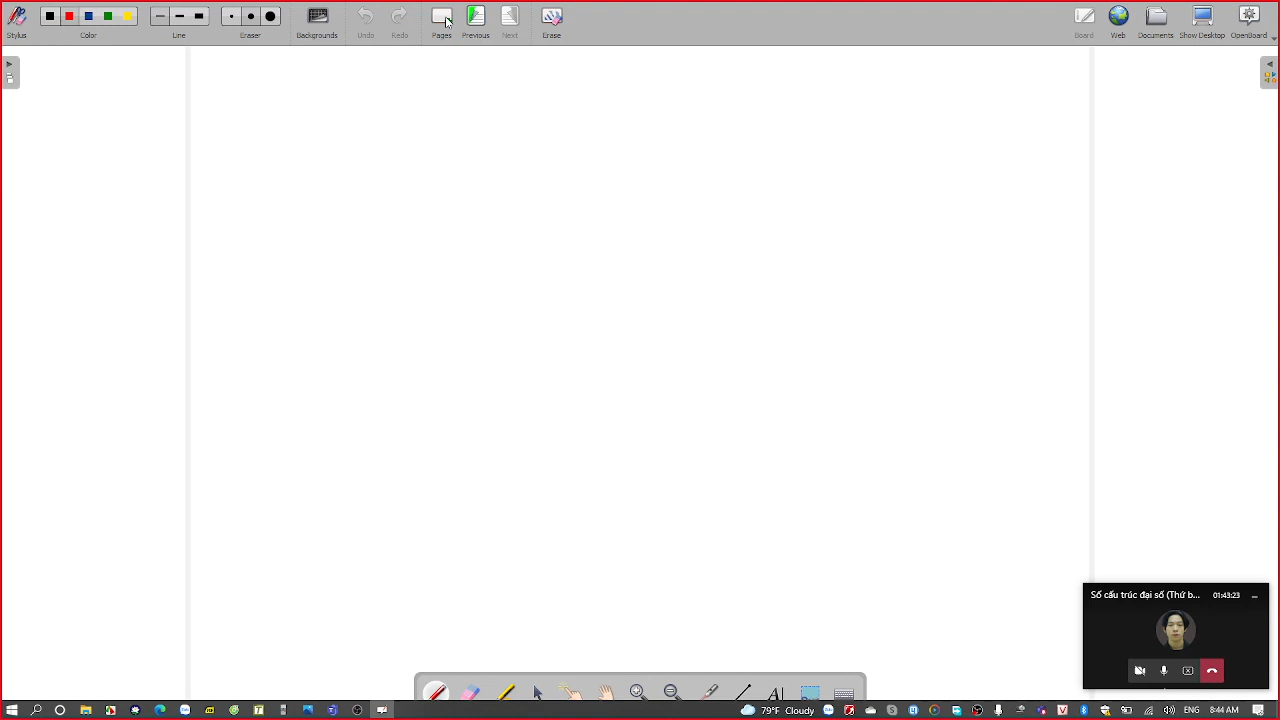 Stylus
Color
Line
Eraser
Backgrounds
Undo
Redo
Pages
Previous
Next
Erase
Board
Web
Documents
Show Desktop
OpenBoard
Số cấu trúc đại số (Thứ b... 01:43:23
79°F Cloudy
ENG
8:44 AM